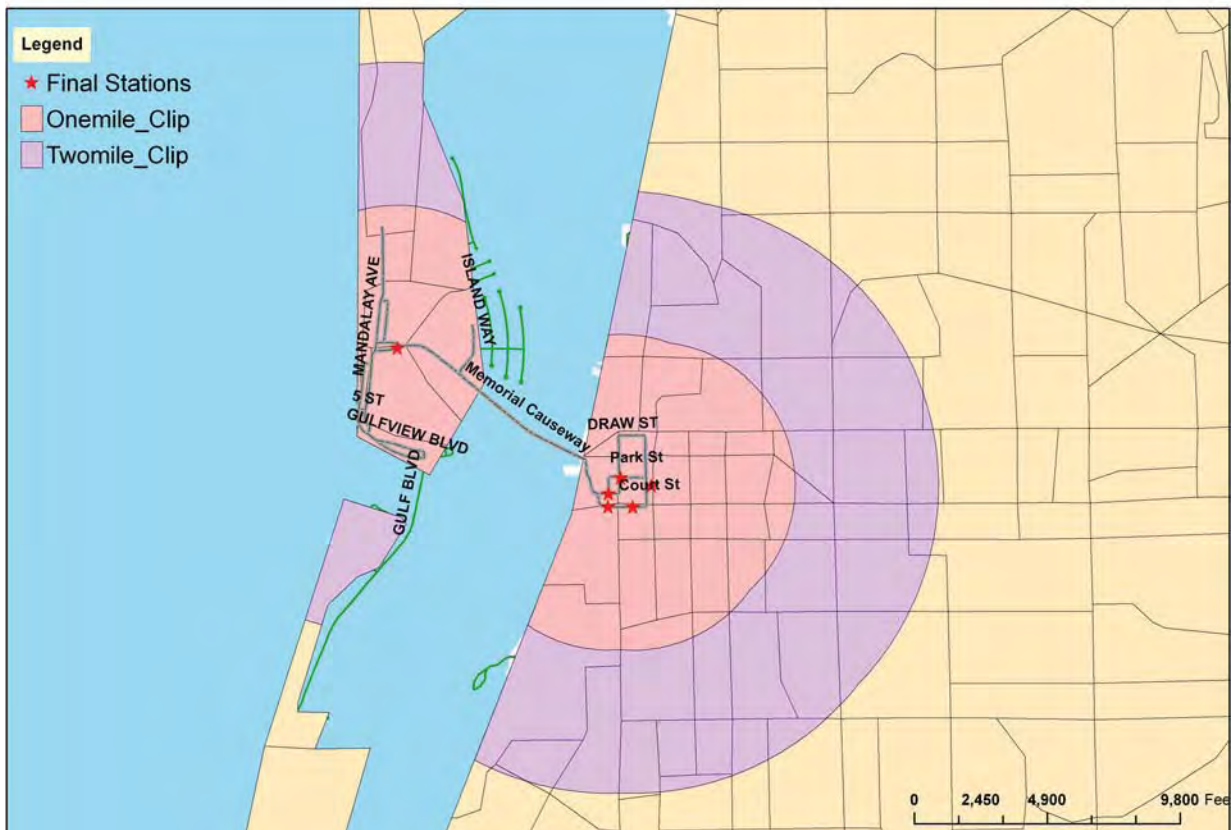 Legend
Final Stations
Onemile_Clip
Twomile_Clip
MANDALAY AVE
ISLAND WAY
Memorial Causeway
5 ST
GULFVIEW BLVD
GULF BLVD
DRAW ST
Park St
Court St
0 2,450 4,900 9,800 Fee